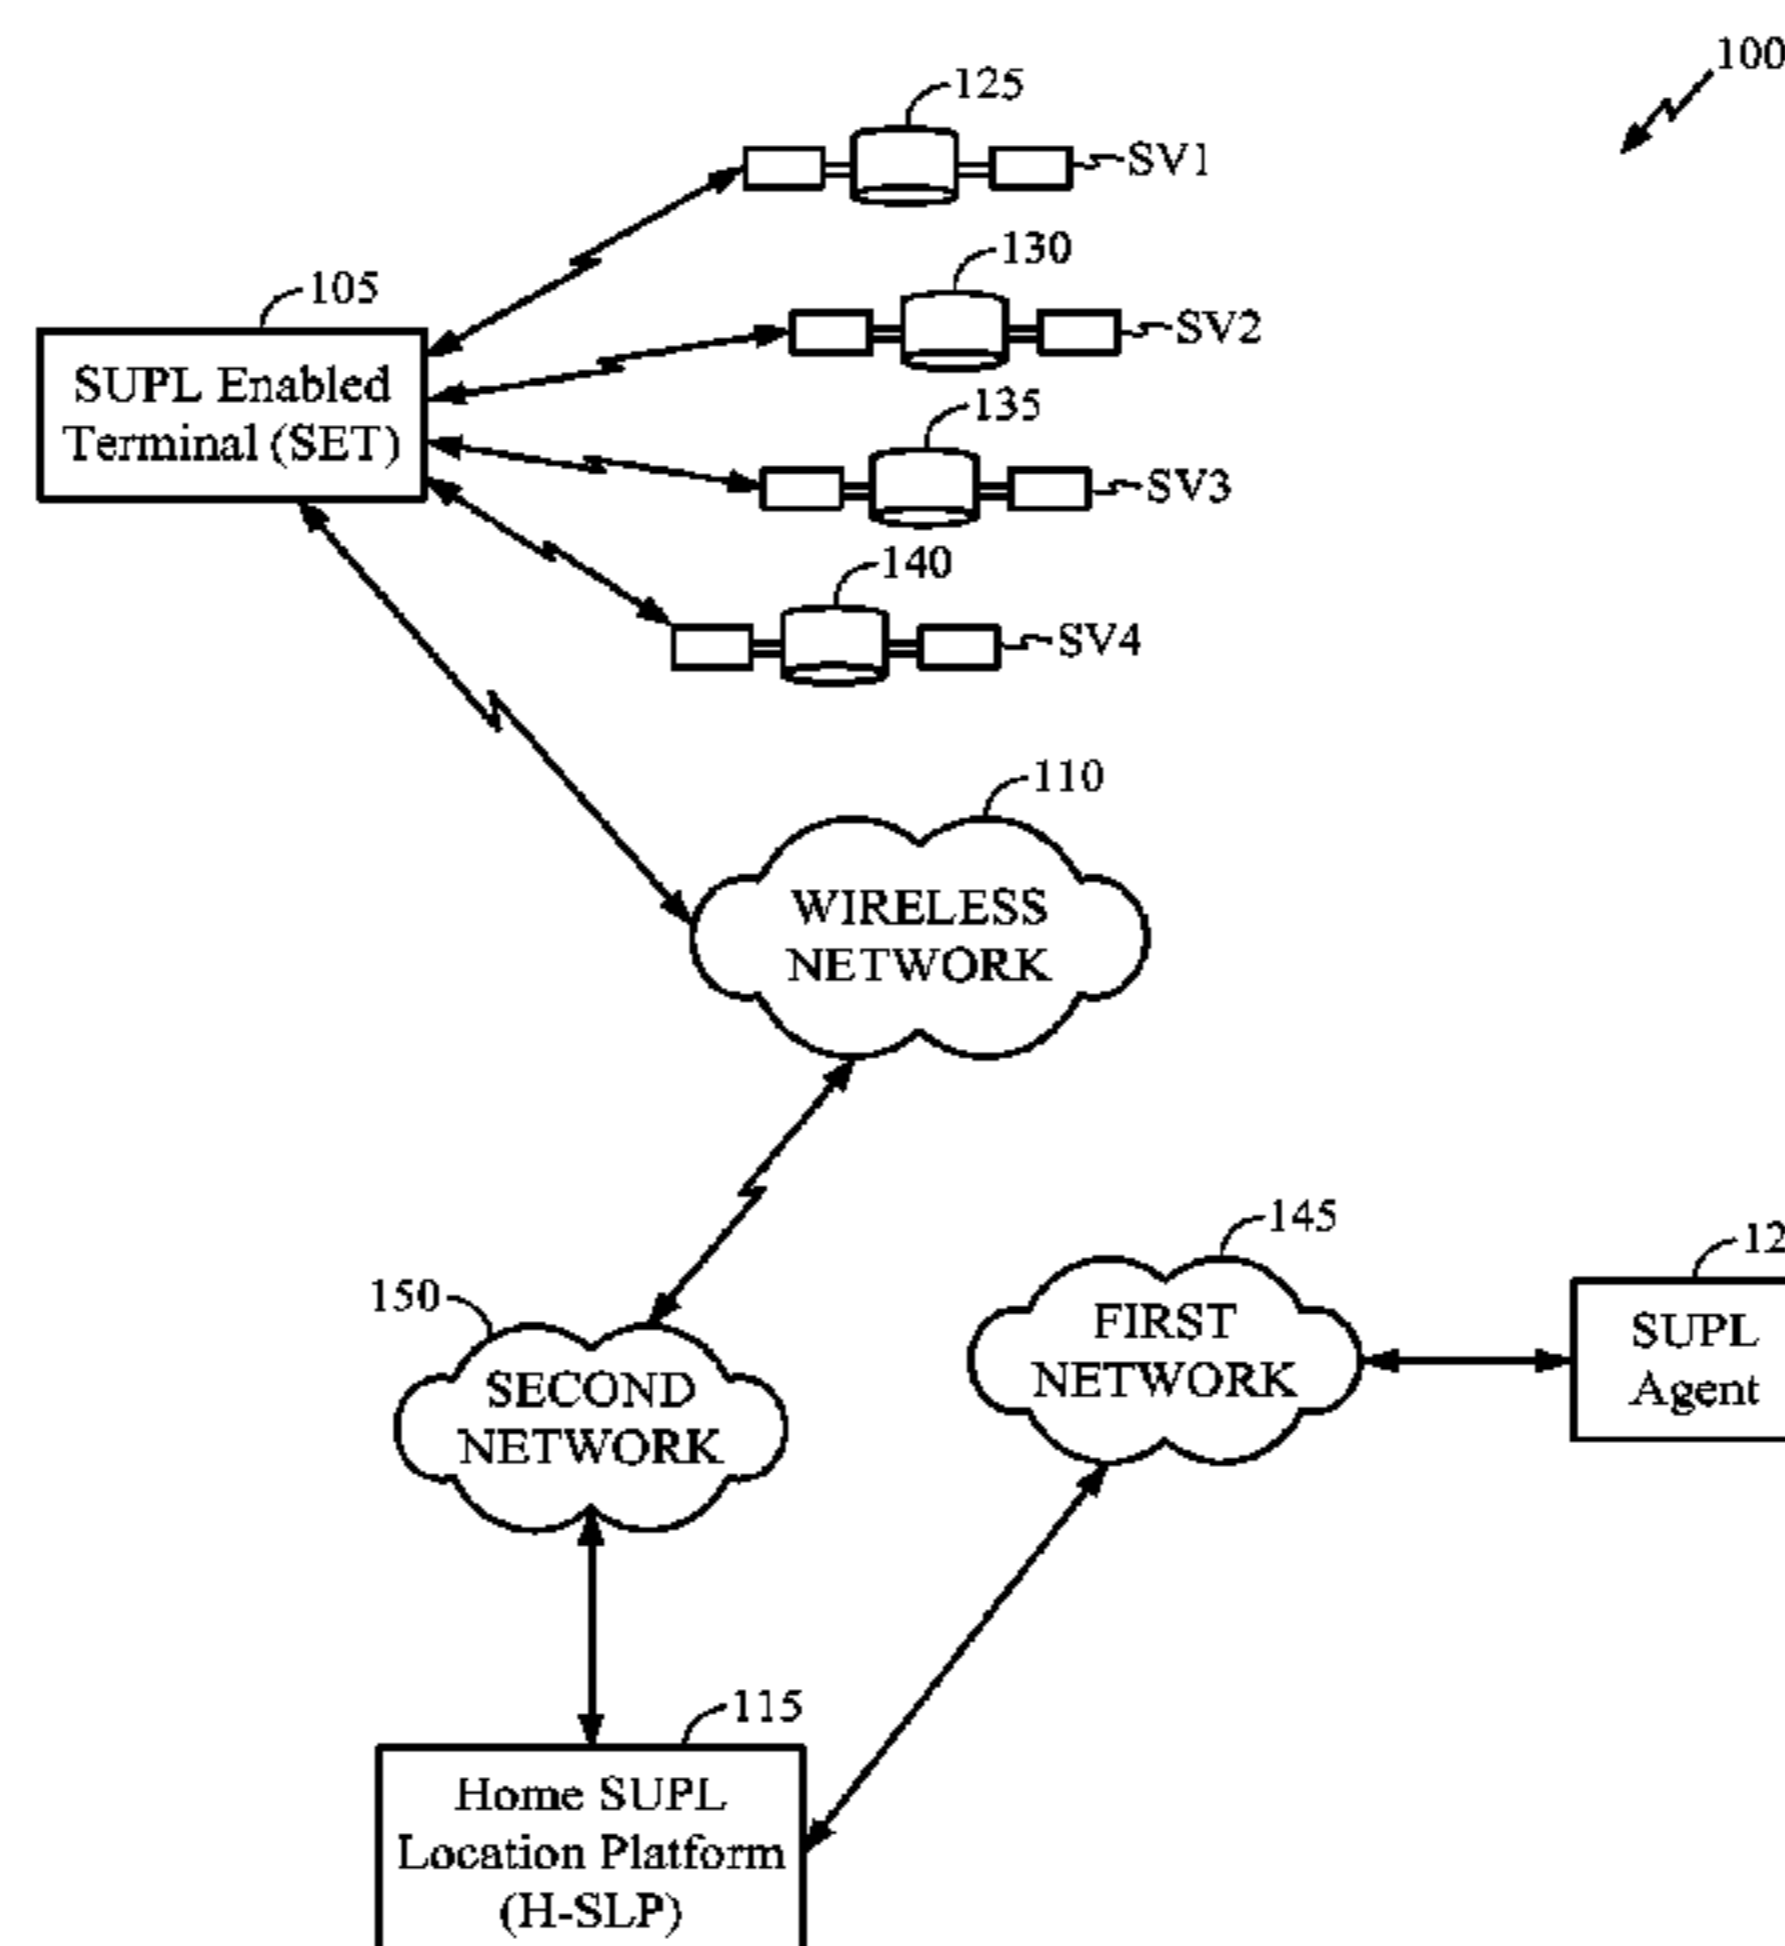 100
125
SV1
130
SV2
105
SUPL Enabled
Terminal (SET)
135
SV3
140
SV4
110
WIRELESS
NETWORK
145
12
150
FIRST
NETWORK
SUPL
Agent
SECOND
NETWORK
115
Home SUPL
Location Platform
(H-SLP)